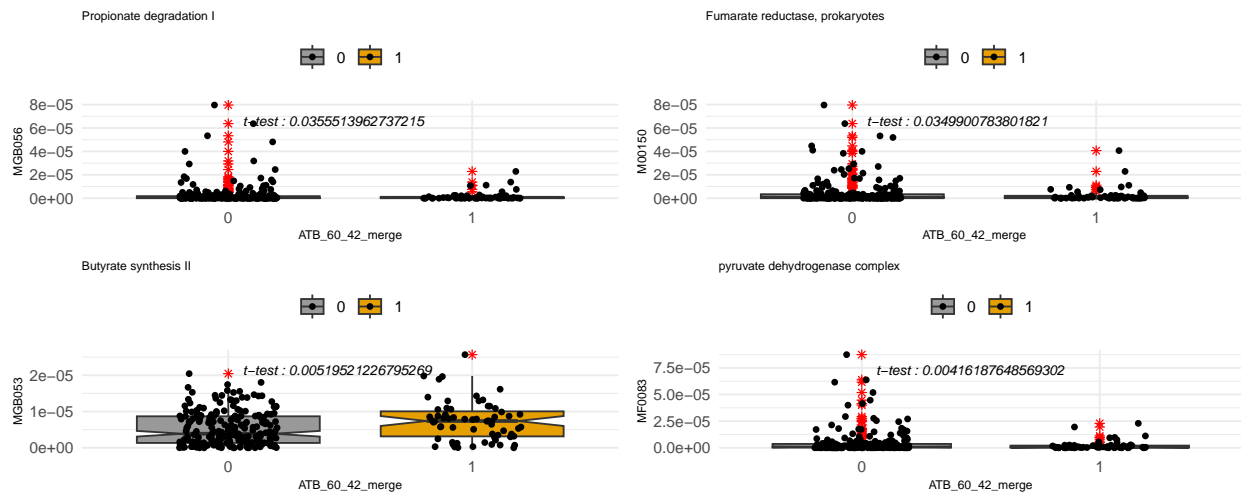 Propionate degradation I
0 1
8e−05
6e−05
4e−05
2e−05
0e+00
MGB056
t−test : 0.0355513962737215
0 1
ATB_60_42_merge
Fumarate reductase, prokaryotes
0 1
8e−05
6e−05
4e−05
2e−05
0e+00
M00150
t−test : 0.0349900783801821
0 1
ATB_60_42_merge
Butyrate synthesis II
0 1
2e−05
1e−05
0e+00
MGB053
t−test : 0.00519521226795269
0 1
ATB_60_42_merge
pyruvate dehydrogenase complex
0 1
7.5e−05
5.0e−05
2.5e−05
0.0e+00
MF0083
t−test : 0.00416187648569302
0 1
ATB_60_42_merge